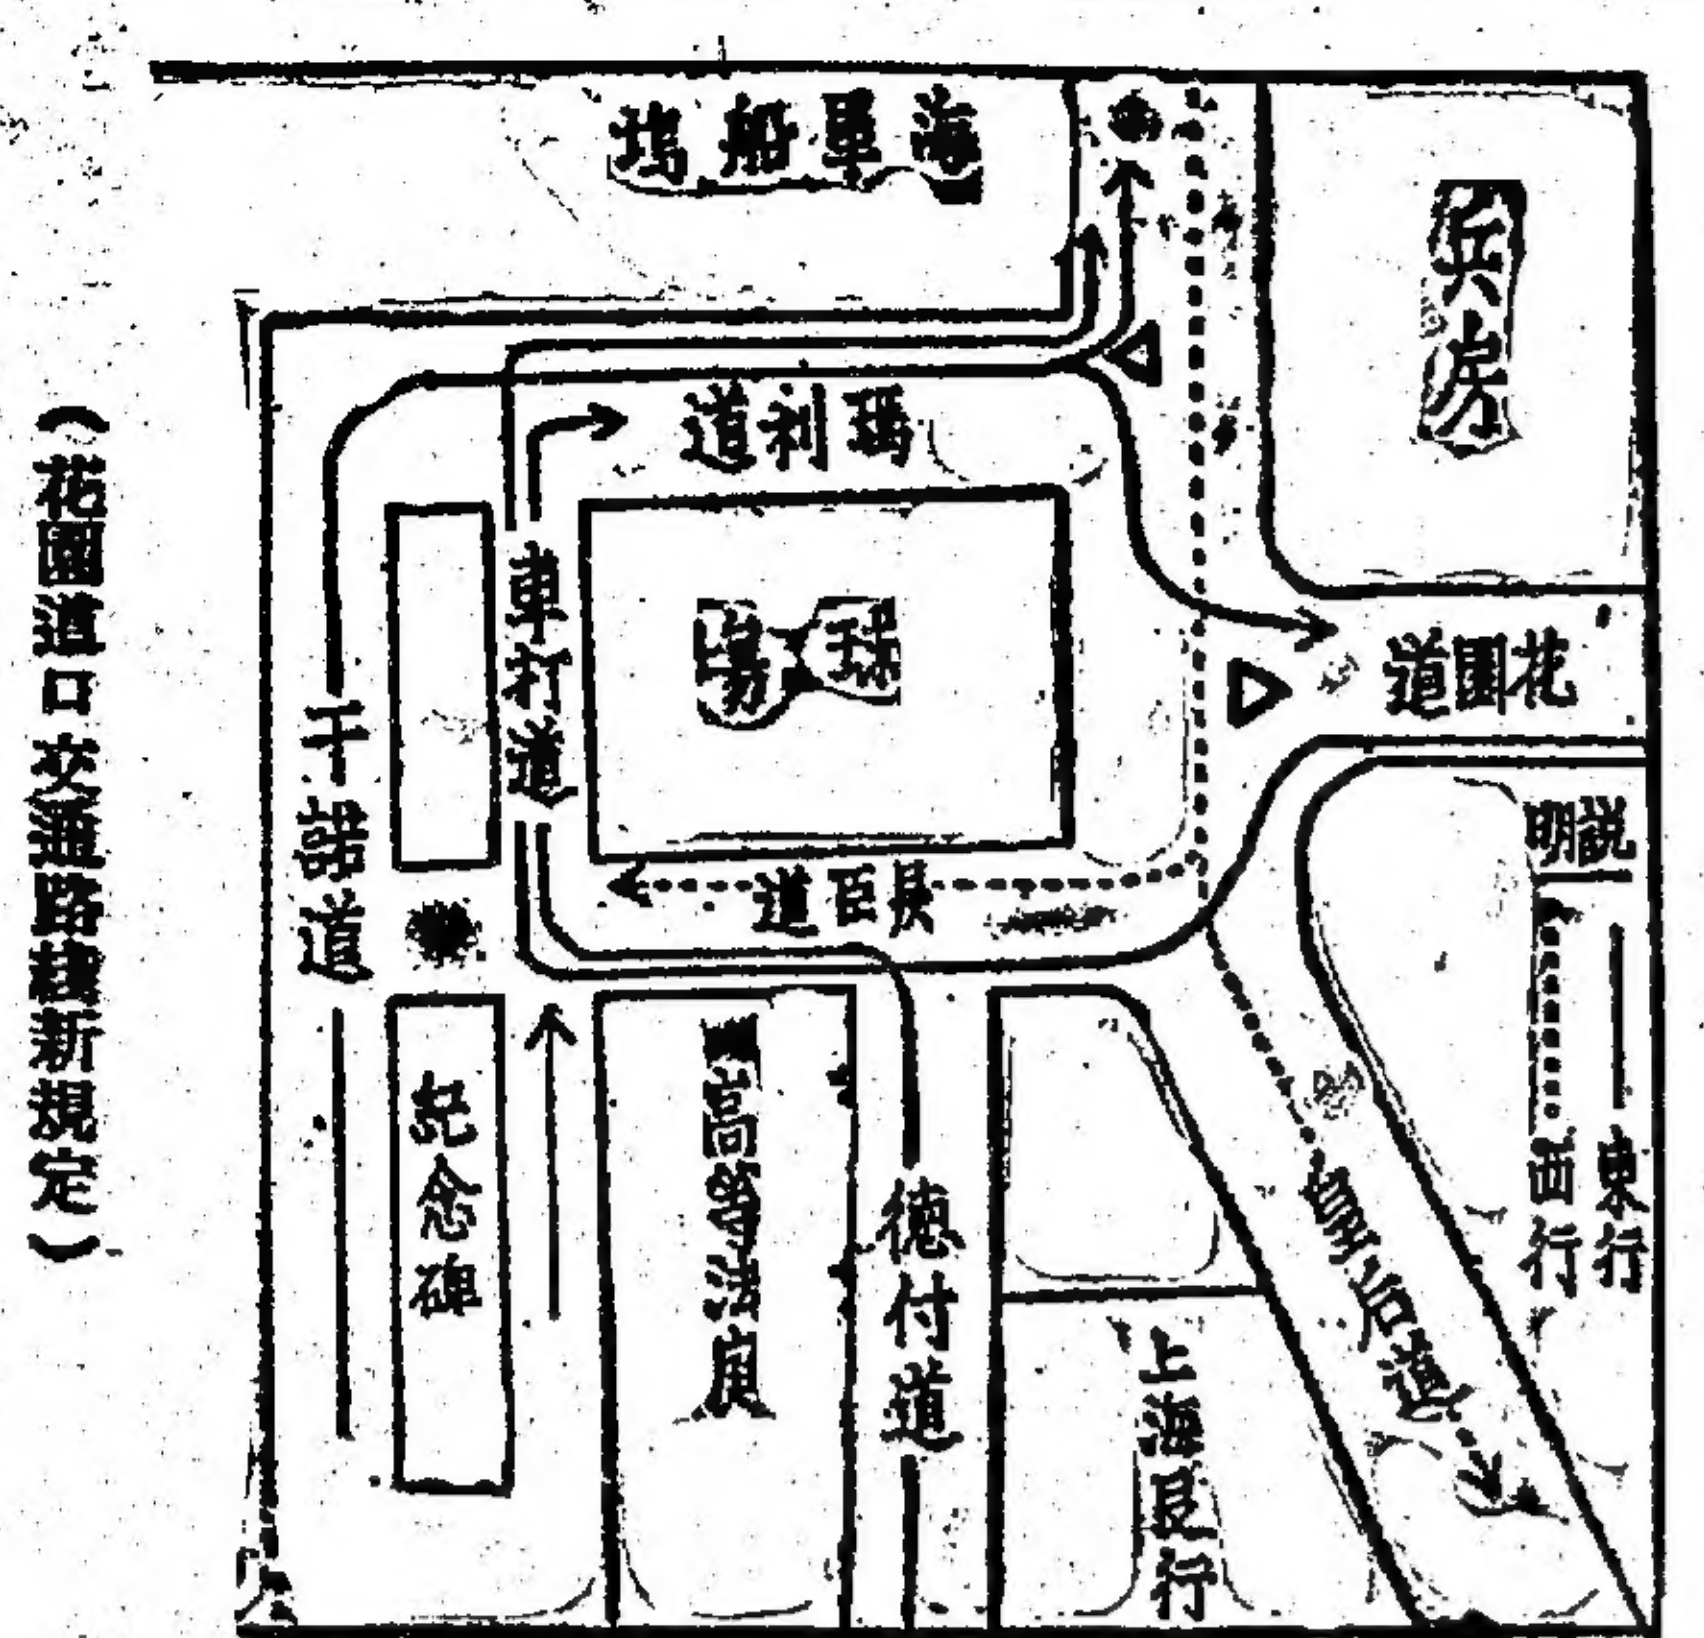 (花園道口交通路綫新規定)
海軍船塢
兵房
瑪利道
球場
車打道
花園道
干諾道
昃臣道
說明
東行
西行
紀念碑
高等法庭
德付道
皇后道
上海銀行